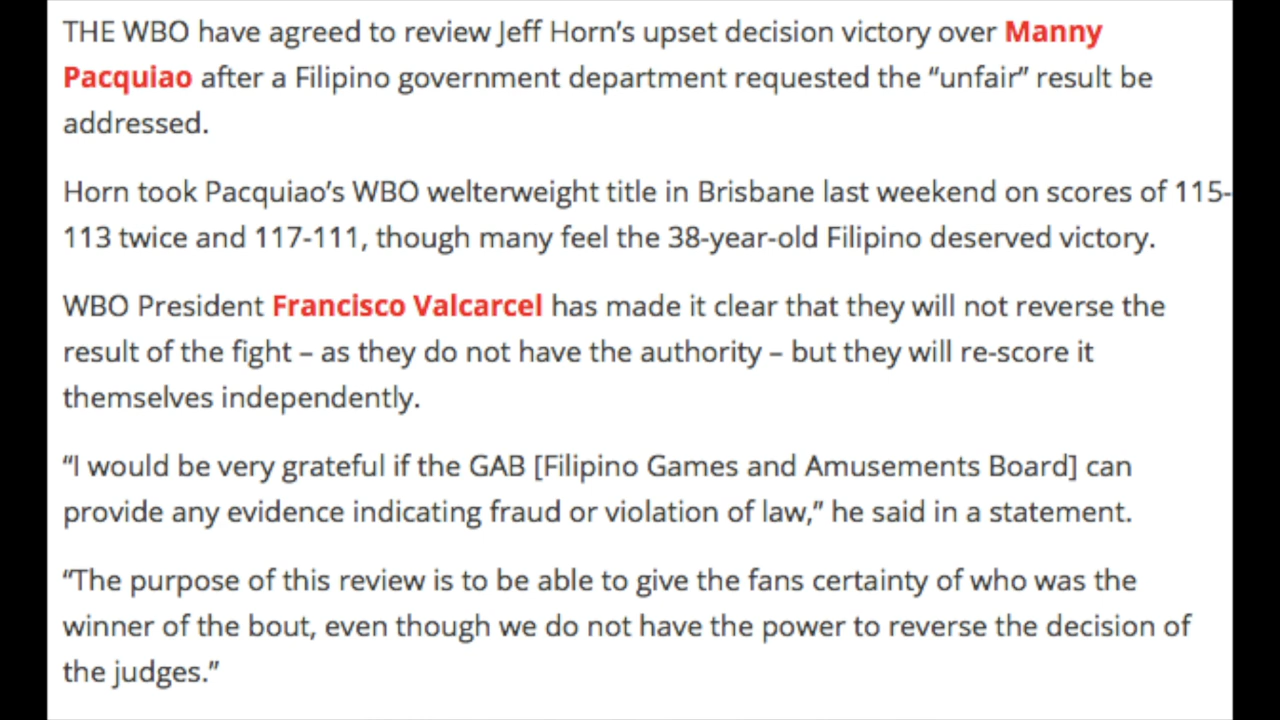 THE WBO have agreed to review Jeff Horn’s upset decision victory over Manny
Pacquiao after a Filipino government department requested the “unfair” result be
addressed.
Horn took Pacquiao’s WBO welterweight title in Brisbane last weekend on scores of 115-
113 twice and 117-111, though many feel the 38-year-old Filipino deserved victory.
WBO President Francisco Valcarcel has made it clear that they will not reverse the
result of the fight – as they do not have the authority – but they will re-score it
themselves independently.
“I would be very grateful if the GAB [Filipino Games and Amusements Board] can
provide any evidence indicating fraud or violation of law,” he said in a statement.
“The purpose of this review is to be able to give the fans certainty of who was the
winner of the bout, even though we do not have the power to reverse the decision of
the judges.”